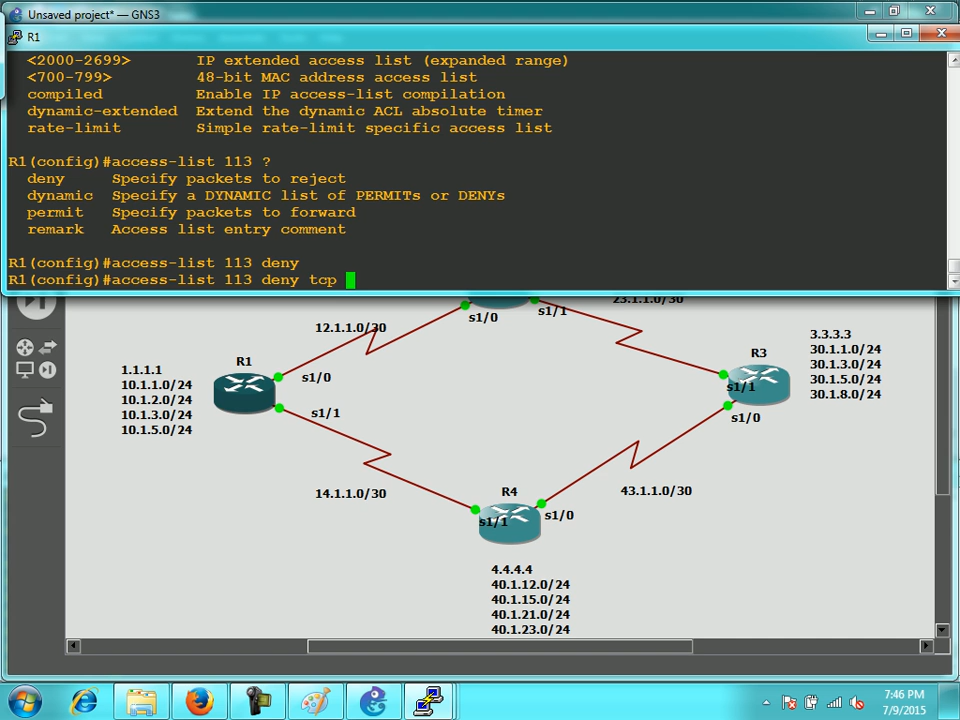 Unsaved project* — GNS3
R1
<2000-2699> IP extended access list (expanded range)
<700-799> 48-bit MAC address access list
compiled Enable IP access-list compilation
dynamic-extended Extend the dynamic ACL absolute timer
rate-limit Simple rate-limit specific access list
R1(config)#access-list 113 ?
deny Specify packets to reject
dynamic Specify a DYNAMIC list of PERMITs or DENYs
permit Specify packets to forward
remark Access list entry comment
R1(config)#access-list 113 deny
R1(config)#access-list 113 deny tcp
s1/0
s1/1
23.1.1.0/30
12.1.1.0/30
R1
s1/0
s1/1
1.1.1.1
10.1.1.0/24
10.1.2.0/24
10.1.3.0/24
10.1.5.0/24
R3
s1/1
s1/0
3.3.3.3
30.1.1.0/24
30.1.3.0/24
30.1.5.0/24
30.1.8.0/24
14.1.1.0/30
43.1.1.0/30
R4
s1/1
s1/0
4.4.4.4
40.1.12.0/24
40.1.15.0/24
40.1.21.0/24
40.1.23.0/24
7:46 PM
7/9/2015